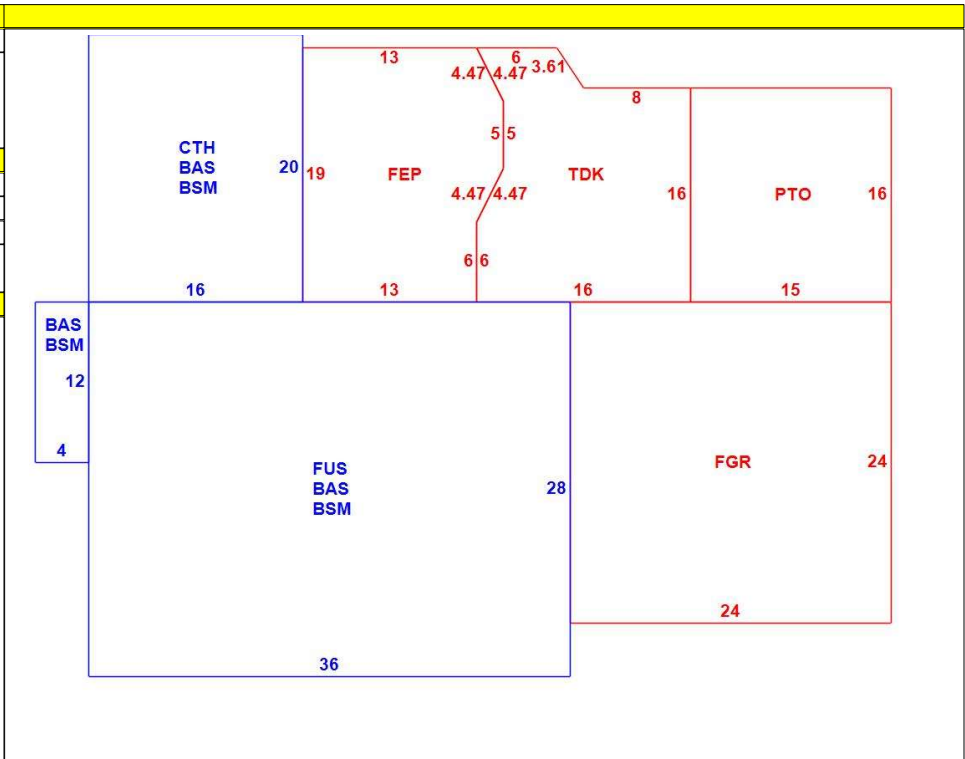 13
6
4.47 4.47
3.61
8
CTH
BAS
BSM
20
19
FEP
5 5
TDK
4.47 4.47
16
PTO
16
6 6
16
13
16
15
BAS
BSM
12
4
FUS
BAS
BSM
28
FGR
24
24
36